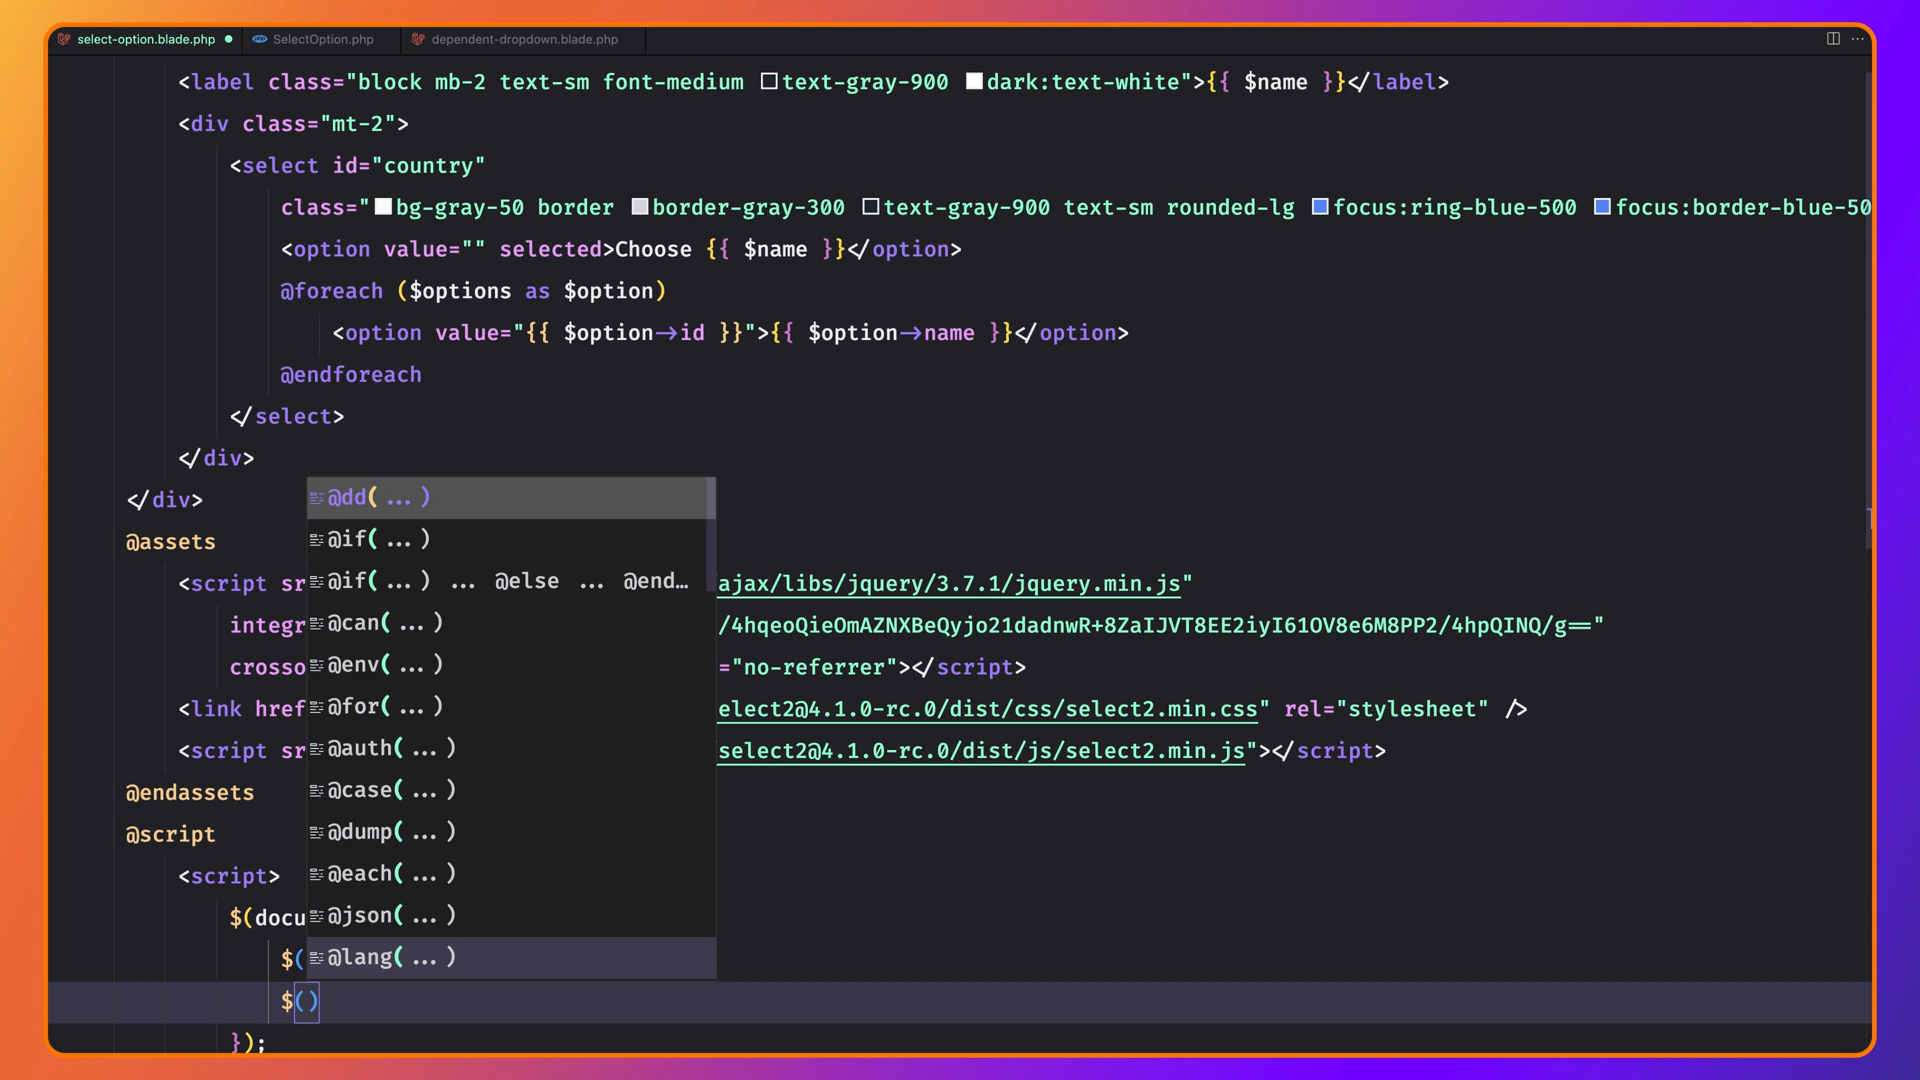 select-option.blade.php
SelectOption.php
dependent-dropdown.blade.php
<label class="block mb-2 text-sm font-medium text-gray-900 dark:text-white">{{ $name }}</label>
<div class="mt-2">
<select id="country"
class="bg-gray-50 border border-gray-300 text-gray-900 text-sm rounded-lg focus:ring-blue-500 focus:border-blue-50
<option value="" selected>Choose {{ $name }}</option>
@foreach ($options as $option)
<option value="{{ $option->id }}">{{ $option->name }}</option>
@endforeach
</select>
</div>
</div>
@dd( ... )
@assets
@if( ... )
<script sr
@if( ... ) ... @else ... @end…
ajax/libs/jquery/3.7.1/jquery.min.js"
integr
@can( ... )
/4hqeoQieOmAZNXBeQyjo21dadnwR+8ZaIJVT8EE2iyI61OV8e6M8PP2/4hpQINQ/g=="
crosso
@env( ... )
="no-referrer"></script>
<link href
@for( ... )
elect2@4.1.0-rc.0/dist/css/select2.min.css" rel="stylesheet" />
<script sr
@auth( ... )
select2@4.1.0-rc.0/dist/js/select2.min.js"></script>
@endassets
@case( ... )
@script
@dump( ... )
<script>
@each( ... )
$(docu
@json( ... )
$(
@lang( ... )
$()
});